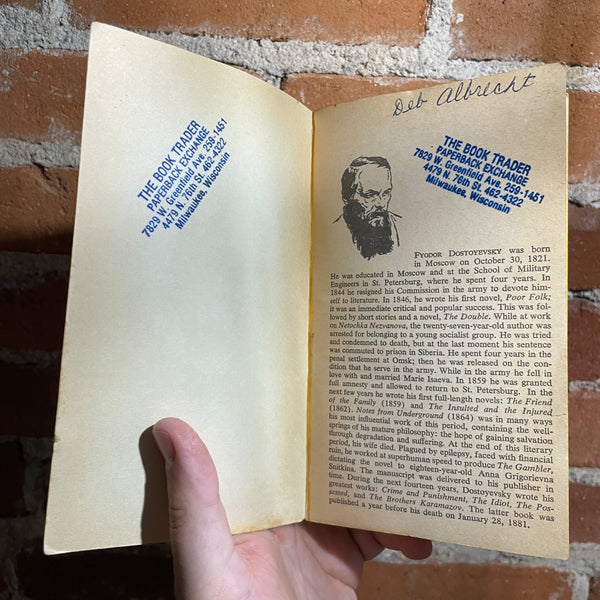 THE BOOK TRADER
PAPERBACK EXCHANGE
7829 W. Greenfield Ave. 259-1451
4479 N. 76th St. 462-4322
Milwaukee, Wisconsin
Deb Albrecht
THE BOOK TRADER
PAPERBACK EXCHANGE
7829 W. Greenfield Ave. 259-1451
4479 N. 76th St. 462-4322
Milwaukee, Wisconsin
FYODOR DOSTOYEVSKY was born
in Moscow on October 30, 1821.
He was educated in Moscow and at the School of Military
Engineers in St. Petersburg, where he spent four years. In
1844 he resigned his Commission in the army to devote him-
self to literature. In 1846, he wrote his first novel, Poor Folk;
it was an immediate critical and popular success. This was fol-
lowed by short stories and a novel, The Double. While at work
on Netochka Nezvanova, the twenty-seven-year-old author was
arrested for belonging to a young socialist group. He was tried
and condemned to death, but at the last moment his sentence
was commuted to prison in Siberia. He spent four years in the
penal settlement at Omsk; then he was released on the con-
dition that he serve in the army. While in the army he fell in
love with and married Marie Isaeva. In 1859 he was granted
full amnesty and allowed to return to St. Petersburg. In the
next few years he wrote his first full-length novels: The Friend
of the Family (1859) and The Insulted and the Injured
(1862). Notes from Underground (1864) was in many ways
his most influential work of this period, containing the well-
springs of his mature philosophy: the hope of gaining salvation
through degradation and suffering. At the end of this literary
period, his wife died. Plagued by epilepsy, faced with financial
ruin, he worked at superhuman speed to produce The Gambler,
dictating the novel to eighteen-year-old Anna Grigorievna
Snitkina. The manuscript was delivered to his publisher in
time. During the next fourteen years, Dostoyevsky wrote his
greatest works: Crime and Punishment, The Idiot, The Pos-
sessed, and The Brothers Karamazov. The latter book was
published a year before his death on January 28, 1881.